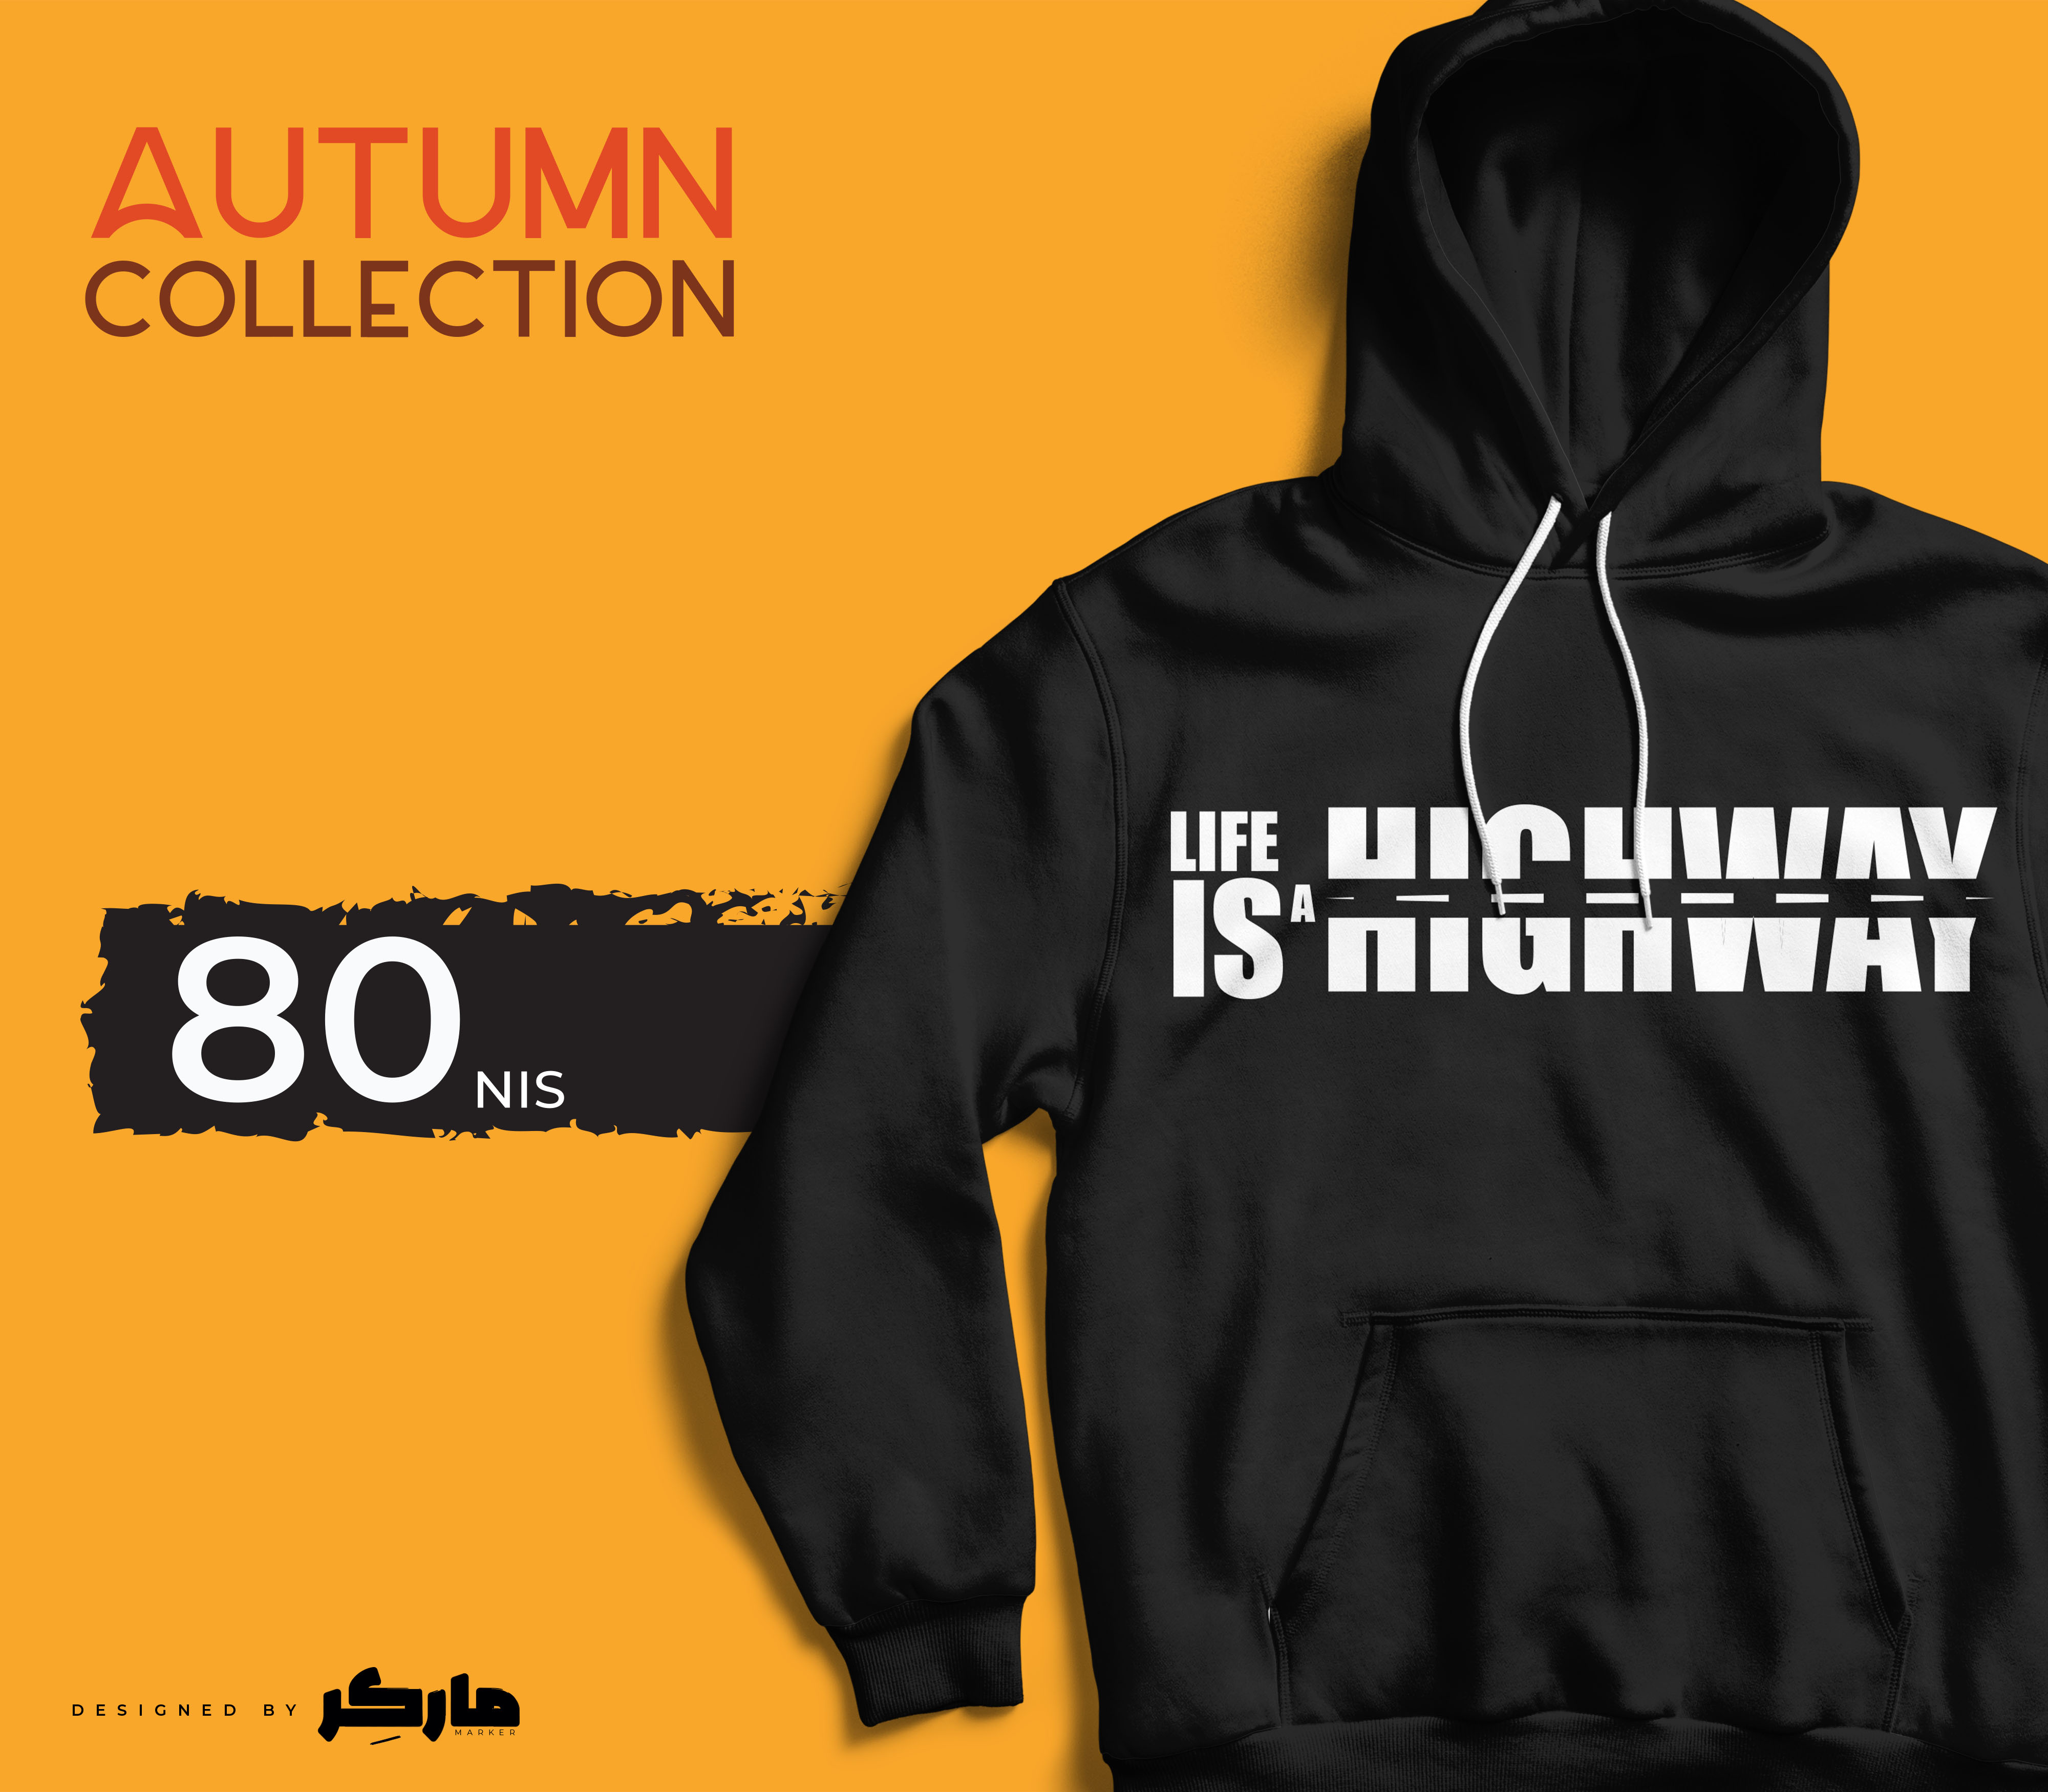 AUTUMN
COLLECTION
LIFE
IS A HIGHWAY
80 NIS
DESIGNED BY ماركر
MARKER